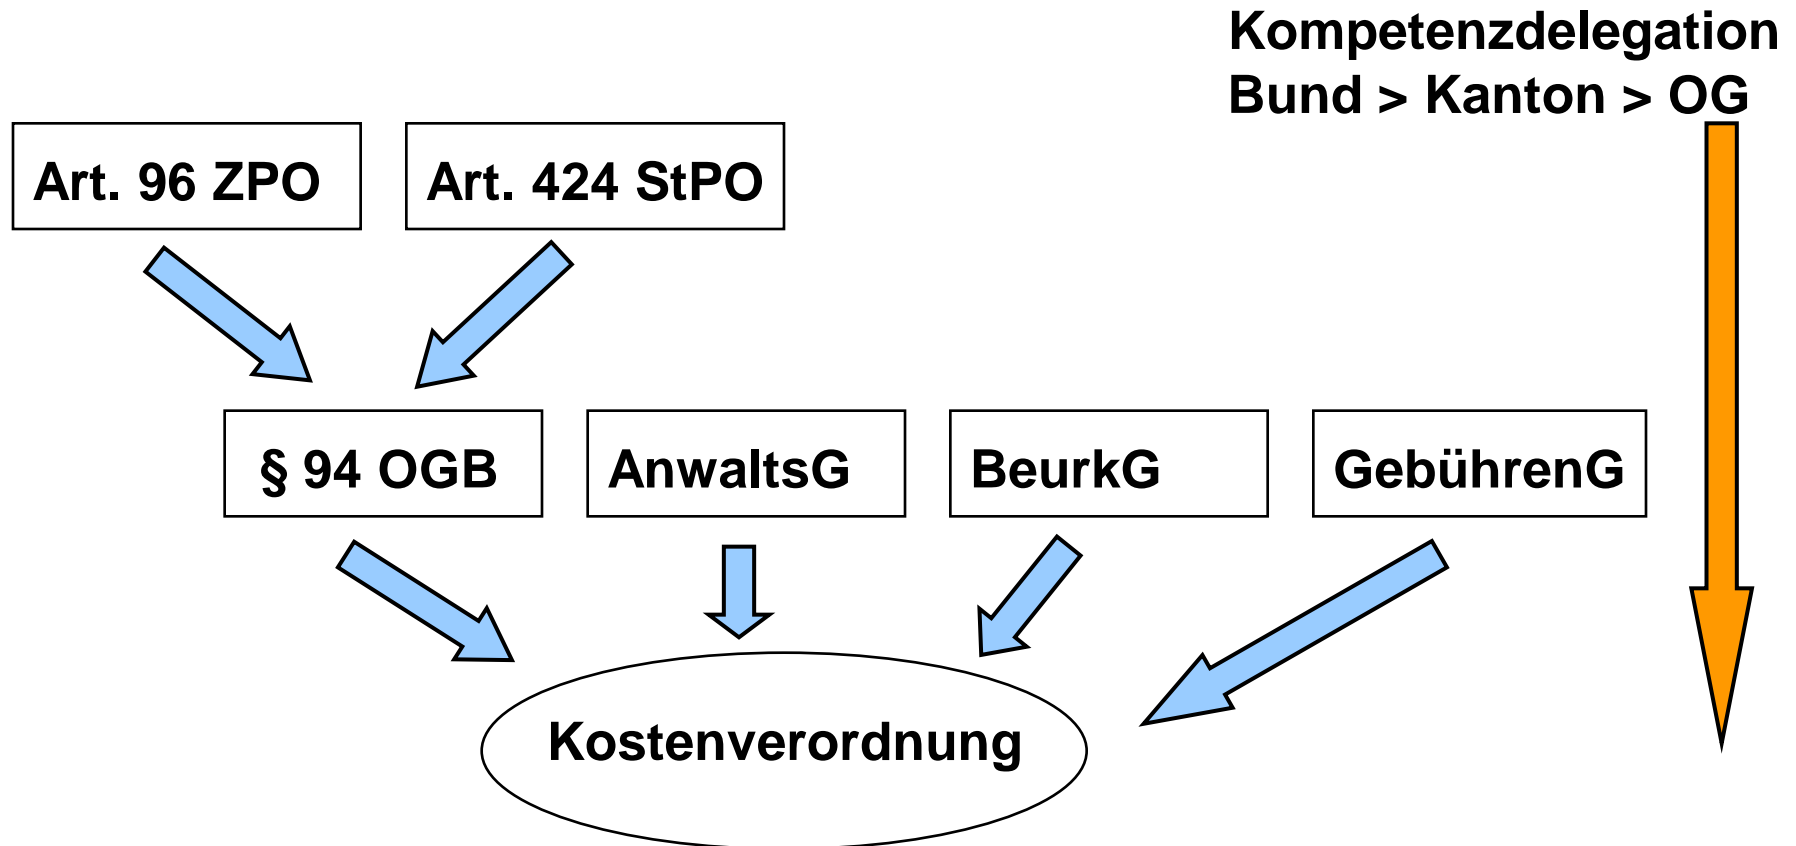 Kompetenzdelegation
Bund > Kanton > OG
Art. 96 ZPO
Art. 424 StPO
§ 94 OGB
AnwaltsG
BeurkG
GebührenG
Kostenverordnung